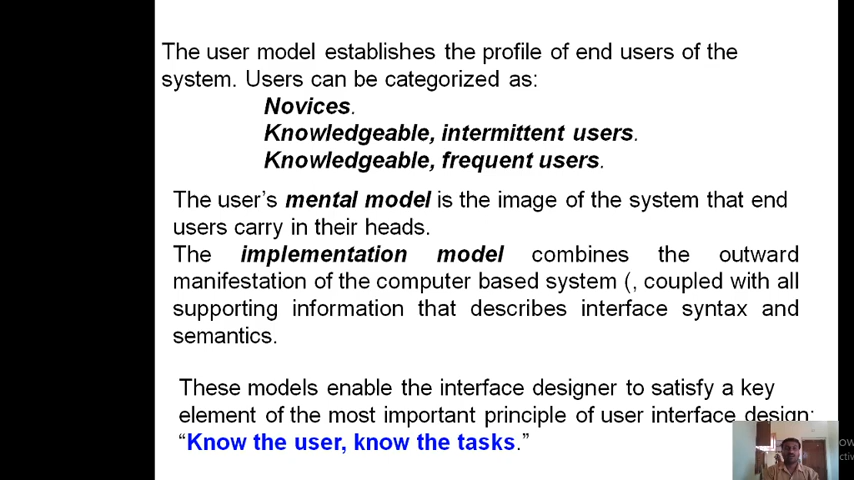 The user model establishes the profile of end users of the
system. Users can be categorized as:
Novices.
Knowledgeable, intermittent users.
Knowledgeable, frequent users.
The user's mental model is the image of the system that end
users carry in their heads.
The implementation model combines the outward
manifestation of the computer based system (, coupled with all
supporting information that describes interface syntax and
semantics.
These models enable the interface designer to satisfy a key
element of the most important principle of user interface design:
“Know the user, know the tasks.”